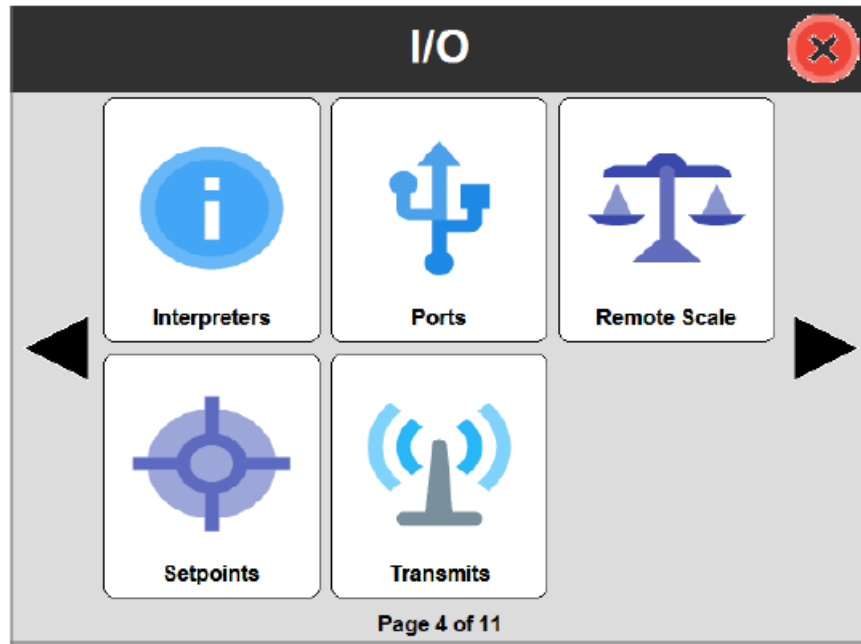 I/O
Interpreters
Ports
Remote Scale
Setpoints
Transmits
Page 4 of 11